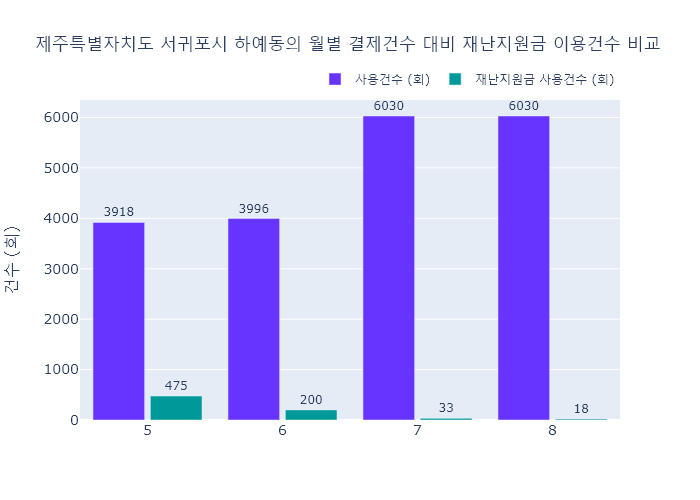 제주특별자치도 서귀포시 하예동의 월별 결제건수 대비 재난지원금 이용건수 비교
사용건수 (회) 재난지원금 사용건수 (회)
건수 (회)
6000
5000
4000
3000
2000
1000
0
3918 475
3996 200
6030 33
6030 18
5 6 7 8